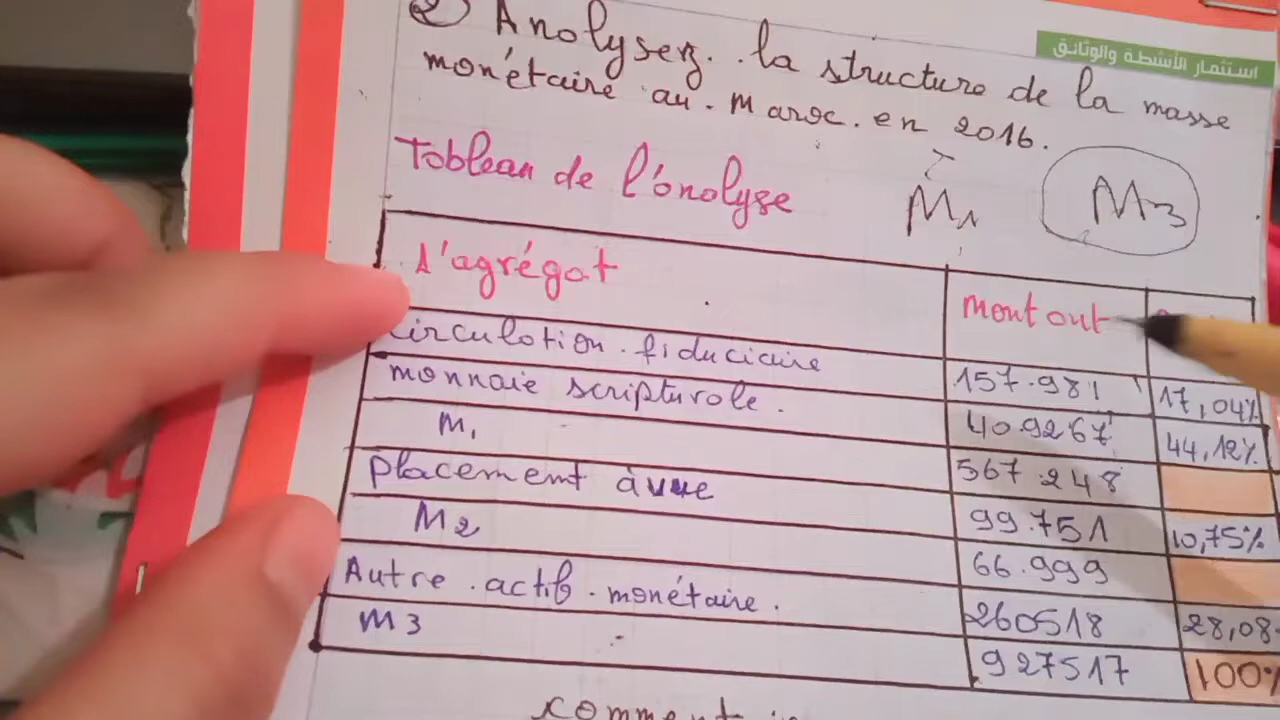 2) Analysez. la structure de la masse
استثمار الأنشطة والوثائق
monétaire au. maroc. en 2016.
Tableau de l'analyse
M1
M3
L'agrégat
montant
circulation. fiduciaire
157.981
17,04%
monnaie scripturale.
409267
44,12%
M1
567.248
placement àvue
99.751
10,75%
M2
66.999
Autre. actif. monétaire.
260518
28,08
M3
927517
100%